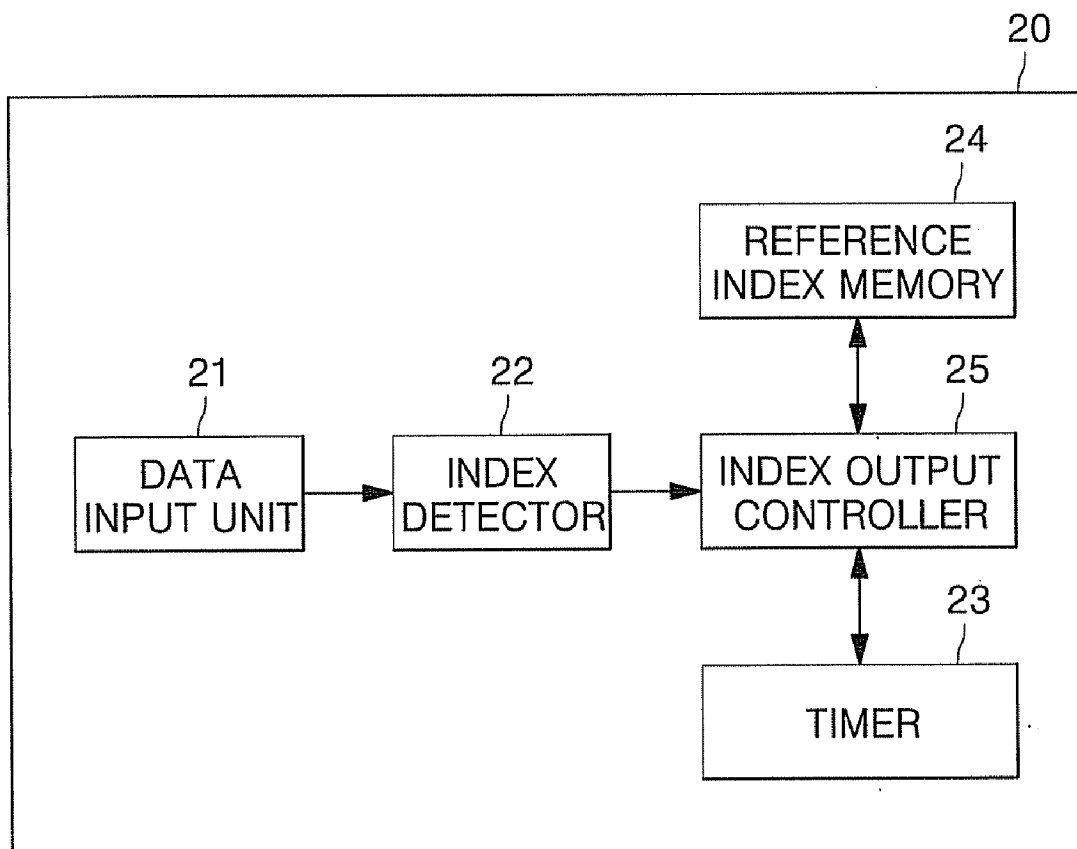 20
24
REFERENCE
INDEX MEMORY
21
22
25
DATA
INPUT UNIT
INDEX
DETECTOR
INDEX OUTPUT
CONTROLLER
23
TIMER